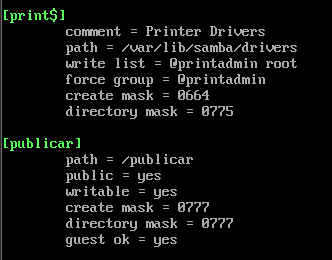 [print$]
comment = Printer Drivers
path = /var/lib/samba/drivers
write list = @printadmin root
force group = @printadmin
create mask = 0664
directory mask = 0775
[publicar]
path = /publicar
public = yes
writable = yes
create mask = 0777
directory mask = 0777
guest ok = yes